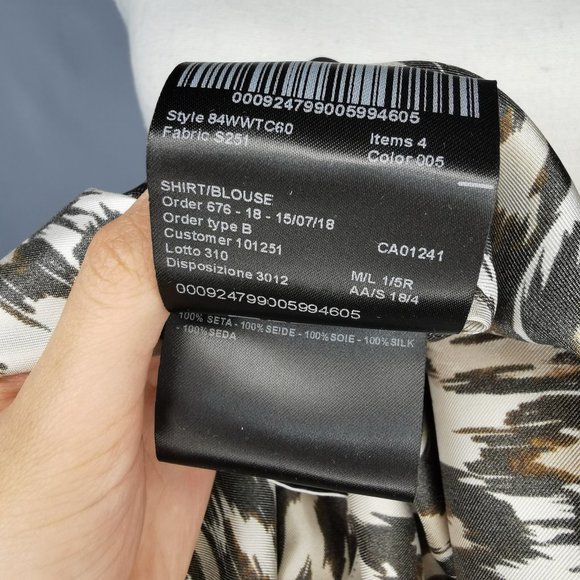 000924799005994605
Style 84WWTC60
Items 4
Fabric S251
Color 005
SHIRT/BLOUSE
Order 676 - 18 - 15/07/18
Order type B
Customer 101251
CA01241
Lotto 310
Disposizione 3012
M/L 1/5R
AA/S 18/4
000924799005994605
100% SETA - 100% SEIDE - 100% SOIE - 100% SILK
- 100% SEDA